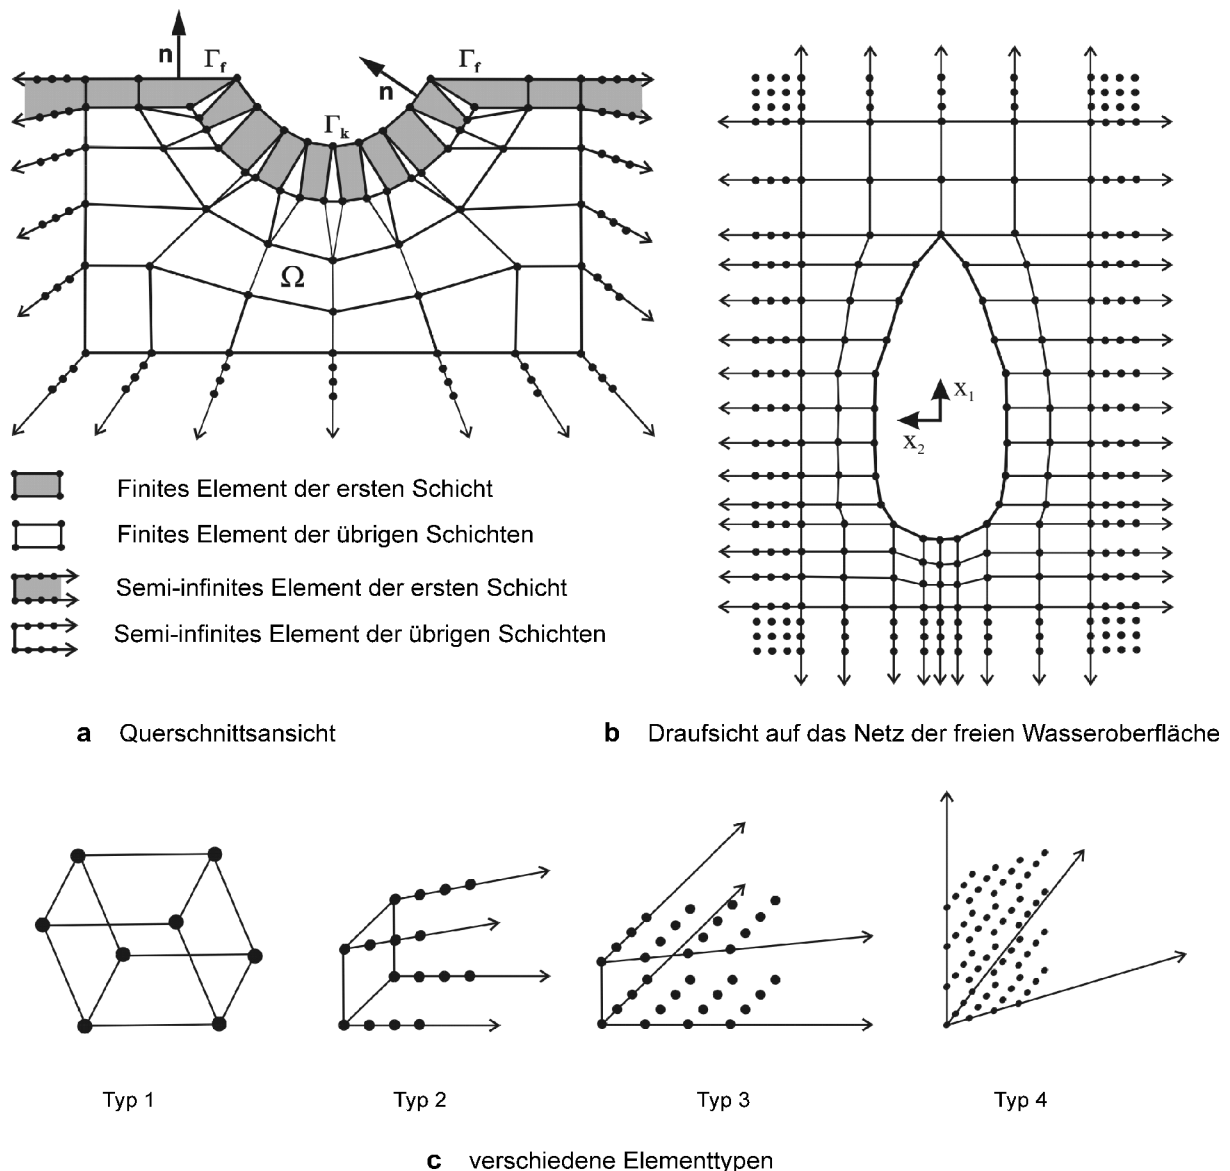 n
Γf
Γf
n
Γk
Ω
x1
x2
Finites Element der ersten Schicht
Finites Element der übrigen Schichten
Semi-infinites Element der ersten Schicht
Semi-infinites Element der übrigen Schichten
a Querschnittsansicht
b Draufsicht auf das Netz der freien Wasseroberfläche
Typ 1
Typ 2
Typ 3
Typ 4
c verschiedene Elementtypen